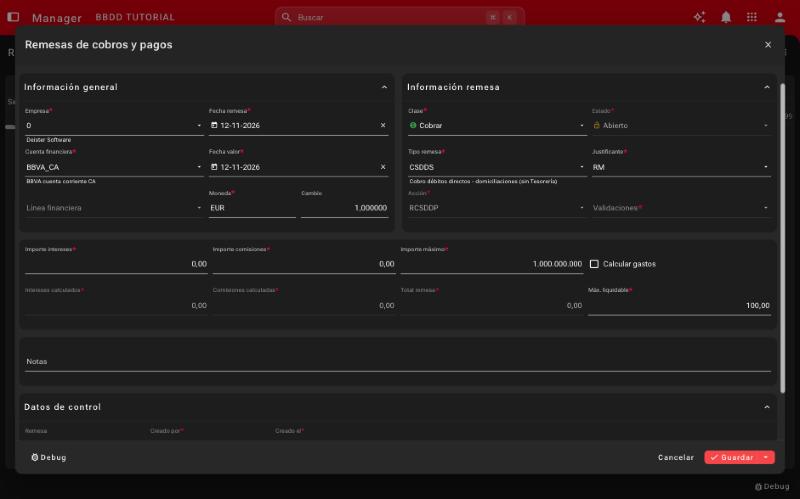 Manager BBDD TUTORIAL
Buscar
⌘ K
Remesas de cobros y pagos
Información general
Empresa*
0
Deister Software
Fecha remesa*
12-11-2026
Cuenta financiera*
BBVA_CA
BBVA cuenta corriente CA
Fecha valor*
12-11-2026
Línea financiera
Moneda*
EUR
Cambio
1,000000
Información remesa
Clase*
Cobrar
Estado*
Abierto
Tipo remesa*
CSDDS
Cobro débitos directos - domiciliaciones (sin Tesorería)
Justificante*
RM
Acción*
RCSDDP
Validaciones*
Importe intereses*
0,00
Importe comisiones*
0,00
Importe máximo*
1.000.000.000
Calcular gastos
Intereses calculados*
0,00
Comisiones calculadas*
0,00
Total remesa*
0,00
Máx. liquidable*
100,00
Notas
Datos de control
Remesa
Creado por*
Creado el*
Debug
Cancelar
Guardar
Debug